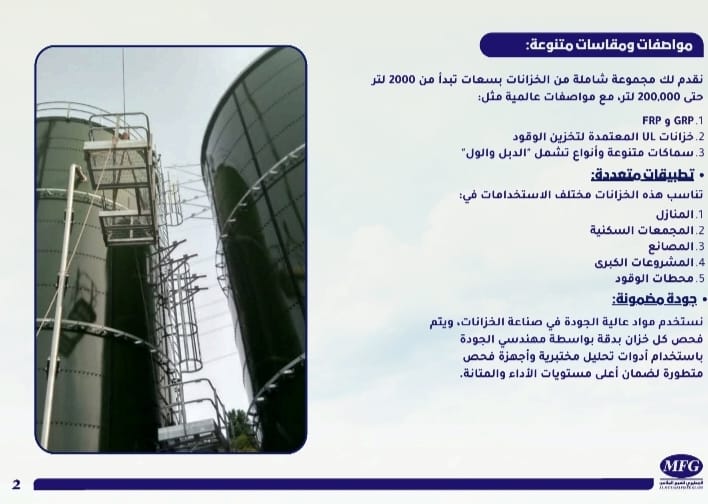 مواصفات ومقاسات متنوعة:
نقدم لك مجموعة شاملة من الخزانات بسعات تبدأ من 2000 لتر
حتى 200,000 لتر، مع مواصفات عالمية مثل:
1. GRP و FRP
2. خزانات UL المعتمدة لتخزين الوقود
3. سماكات متنوعة وأنواع تشمل "الدبل والول"
• تطبيقات متعددة:
تناسب هذه الخزانات مختلف الاستخدامات في:
1. المنازل
2. المجمعات السكنية
3. المصانع
4. المشروعات الكبرى
5. محطات الوقود
• جودة مضمونة:
نستخدم مواد عالية الجودة في صناعة الخزانات، ويتم
فحص كل خزان بدقة بواسطة مهندسي الجودة
باستخدام أدوات تحليل مختبرية وأجهزة فحص
متطورة لضمان أعلى مستويات الأداء والمتانة.
MFG
2